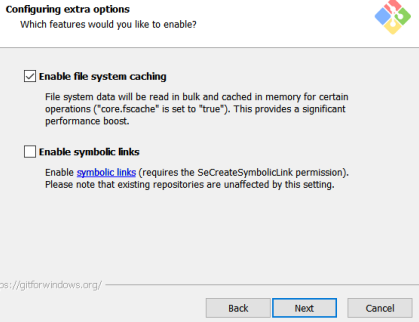 Configuring extra options
Which features would you like to enable?
Enable file system caching
File system data will be read in bulk and cached in memory for certain
operations ("core.fscache" is set to "true"). This provides a significant
performance boost.
Enable symbolic links
Enable symbolic links (requires the SeCreateSymbolicLink permission).
Please note that existing repositories are unaffected by this setting.
ps://gitforwindows.org/
Back Next Cancel